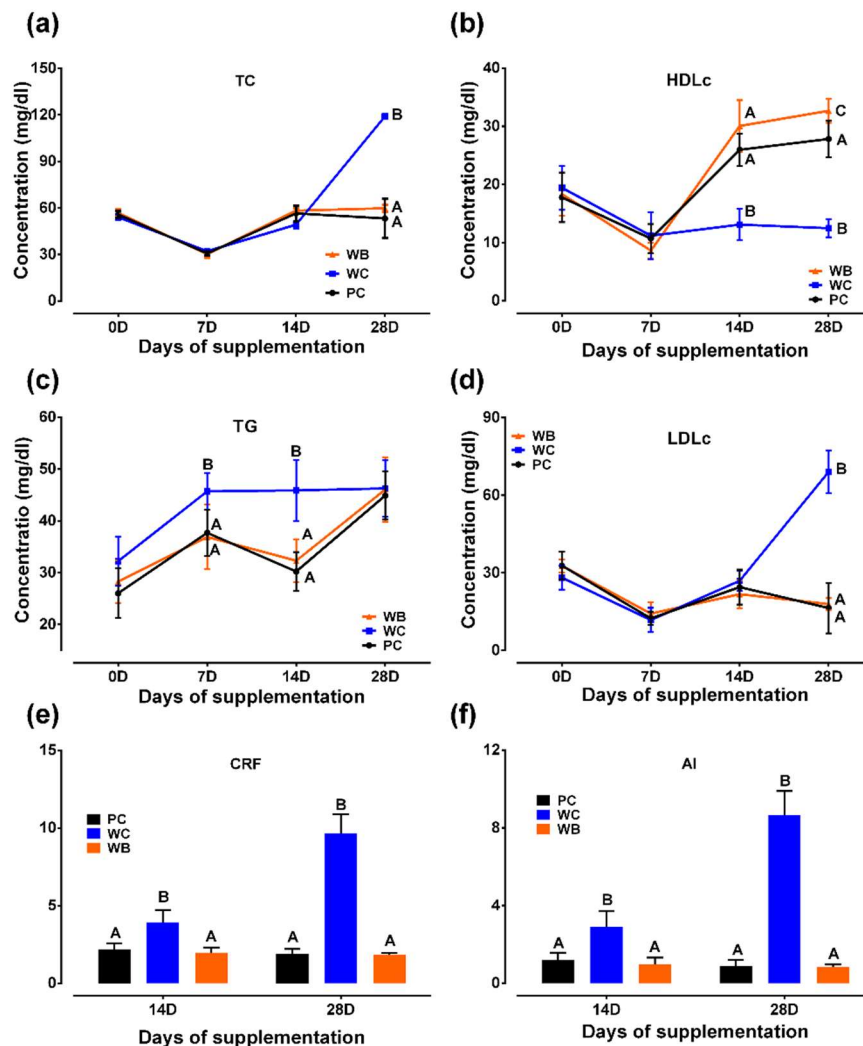 (a)
TC
Concentration (mg/dl)
150
120
90
60
30
0
B
A
A
WB
WC
PC
0D 7D 14D 28D
Days of supplementation
(b)
HDLc
Concentration (mg/dl)
40
30
20
10
0
A
A
B
C
A
B
WB
WC
PC
0D 7D 14D 28D
Days of supplementation
(c)
TG
Concentratio (mg/dl)
60
50
40
30
20
B
B
A
A
A
A
WB
WC
PC
0D 7D 14D 28D
Days of supplementation
(d)
LDLc
Concentration (mg/dl)
90
60
30
0
WB
WC
PC
B
A
A
0D 7D 14D 28D
Days of supplementation
(e)
CRF
15
10
5
0
PC
WC
WB
A B A A B A
14D 28D
Days of supplementation
(f)
AI
12
8
4
0
PC
WC
WB
A B A A B A
14D 28D
Days of supplementation